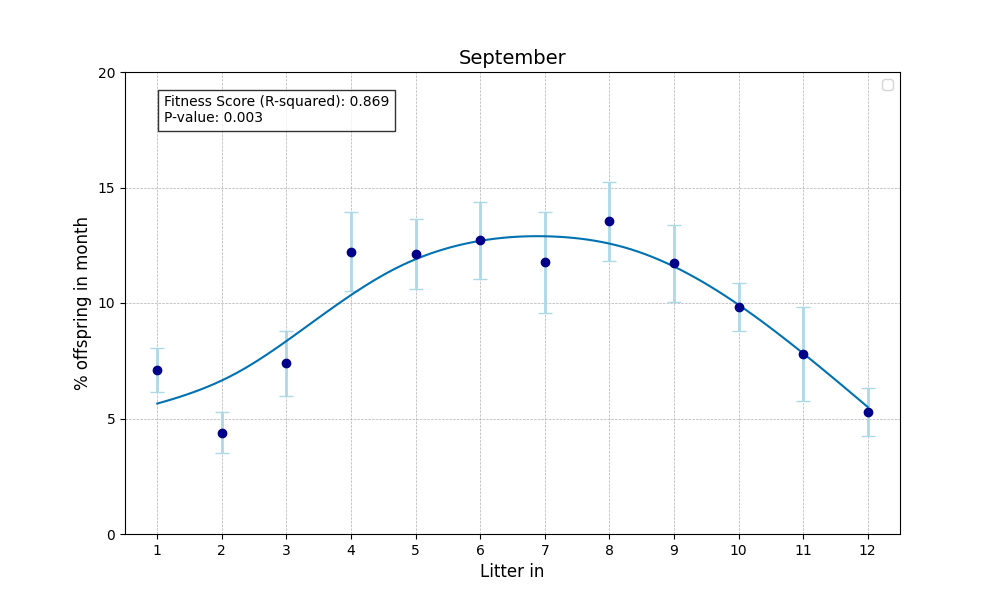 September
Fitness Score (R-squared): 0.869
P-value: 0.003
% offspring in month
20
15
10
5
0
1 2 3 4 5 6 7 8 9 10 11 12
Litter in